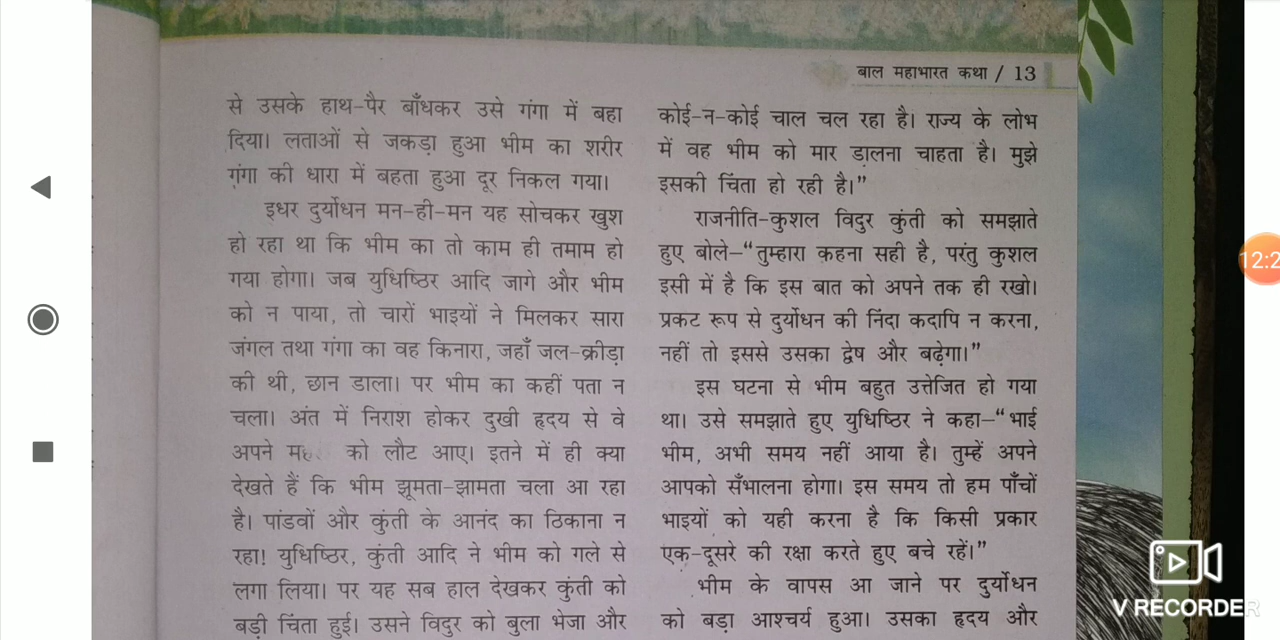 बाल महाभारत कथा / 13
से उसके हाथ-पैर बाँधकर उसे गंगा में बहा
दिया। लताओं से जकड़ा हुआ भीम का शरीर
गंगा की धारा में बहता हुआ दूर निकल गया।
इधर दुर्योधन मन-ही-मन यह सोचकर खुश
हो रहा था कि भीम का तो काम ही तमाम हो
गया होगा। जब युधिष्ठिर आदि जागे और भीम
को न पाया, तो चारों भाइयों ने मिलकर सारा
जंगल तथा गंगा का वह किनारा, जहाँ जल-क्रीड़ा
की थी, छान डाला। पर भीम का कहीं पता न
चला। अंत में निराश होकर दुखी हृदय से वे
अपने को लौट आए। इतने में ही क्या
देखते हैं कि भीम झूमता-झामता चला आ रहा
है। पांडवों और कुंती के आनंद का ठिकाना न
रहा! युधिष्ठिर, कुंती आदि ने भीम को गले से
लगा लिया। पर यह सब हाल देखकर कुंती को
बड़ी चिंता हुई। उसने विदुर को बुला भेजा और
कोई-न-कोई चाल चल रहा है। राज्य के लोभ
में वह भीम को मार डालना चाहता है। मुझे
इसकी चिंता हो रही है।”
राजनीति-कुशल विदुर कुंती को समझाते
हुए बोले–“तुम्हारा कहना सही है, परंतु कुशल
इसी में है कि इस बात को अपने तक ही रखो।
प्रकट रूप से दुर्योधन की निंदा कदापि न करना,
नहीं तो इससे उसका द्वेष और बढ़ेगा।”
इस घटना से भीम बहुत उत्तेजित हो गया
था। उसे समझाते हुए युधिष्ठिर ने कहा–“भाई
भीम, अभी समय नहीं आया है। तुम्हें अपने
आपको सँभालना होगा। इस समय तो हम पाँचों
भाइयों को यही करना है कि किसी प्रकार
एक-दूसरे की रक्षा करते हुए बचे रहें।”
भीम के वापस आ जाने पर दुर्योधन
को बड़ा आश्चर्य हुआ। उसका हृदय और
12:2
V RECORDER